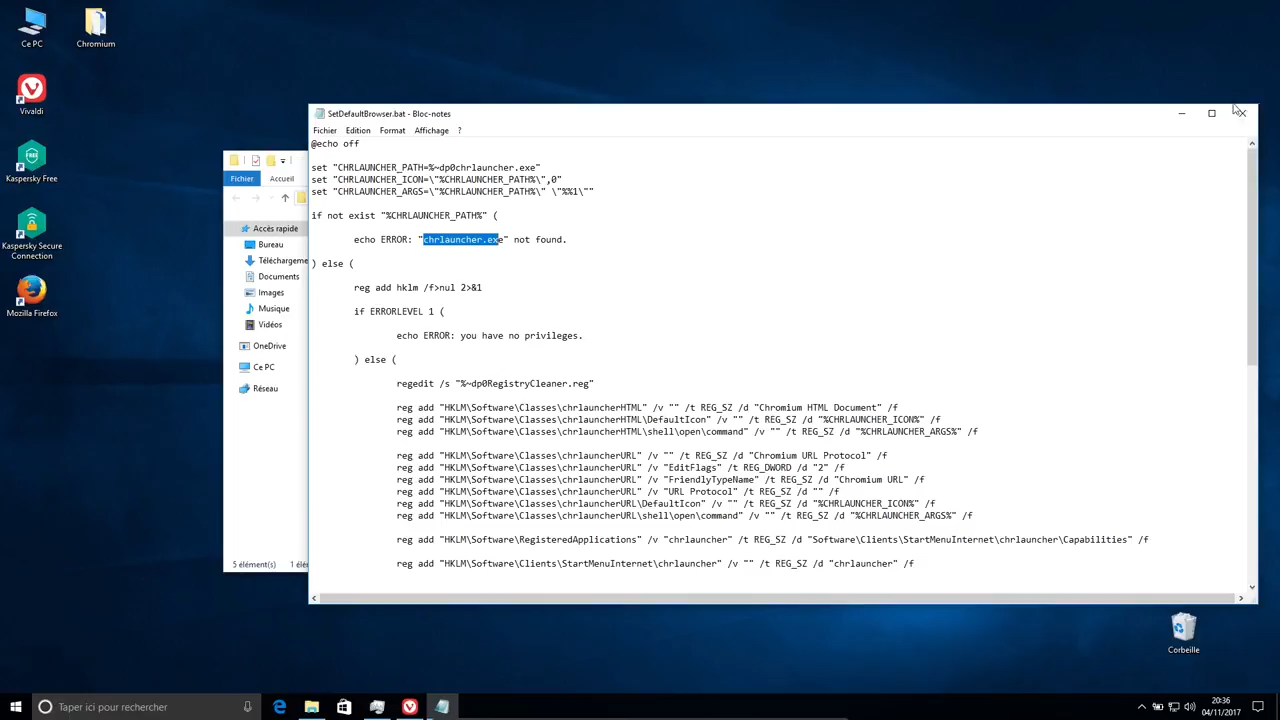 Ce PC
Chromium
Vivaldi
Kaspersky Free
Kaspersky Secure
Connection
Mozilla Firefox
Fichier
Accueil
Accès rapide
Bureau
Téléchargeme
Documents
Images
Musique
Vidéos
OneDrive
Ce PC
Réseau
5 élément(s) 1 élé
SetDefaultBrowser.bat - Bloc-notes
Fichier Edition Format Affichage ?
@echo off
set "CHRLAUNCHER_PATH=%~dp0chrlauncher.exe"
set "CHRLAUNCHER_ICON=\"%CHRLAUNCHER_PATH%\",0"
set "CHRLAUNCHER_ARGS=\"%CHRLAUNCHER_PATH%\" \"%%1\""
if not exist "%CHRLAUNCHER_PATH%" (
echo ERROR: "chrlauncher.exe" not found.
) else (
reg add hklm /f>nul 2>&1
if ERRORLEVEL 1 (
echo ERROR: you have no privileges.
) else (
regedit /s "%~dp0RegistryCleaner.reg"
reg add "HKLM\Software\Classes\chrlauncherHTML" /v "" /t REG_SZ /d "Chromium HTML Document" /f
reg add "HKLM\Software\Classes\chrlauncherHTML\DefaultIcon" /v "" /t REG_SZ /d "%CHRLAUNCHER_ICON%" /f
reg add "HKLM\Software\Classes\chrlauncherHTML\shell\open\command" /v "" /t REG_SZ /d "%CHRLAUNCHER_ARGS%" /f
reg add "HKLM\Software\Classes\chrlauncherURL" /v "" /t REG_SZ /d "Chromium URL Protocol" /f
reg add "HKLM\Software\Classes\chrlauncherURL" /v "EditFlags" /t REG_DWORD /d "2" /f
reg add "HKLM\Software\Classes\chrlauncherURL" /v "FriendlyTypeName" /t REG_SZ /d "Chromium URL" /f
reg add "HKLM\Software\Classes\chrlauncherURL" /v "URL Protocol" /t REG_SZ /d "" /f
reg add "HKLM\Software\Classes\chrlauncherURL\DefaultIcon" /v "" /t REG_SZ /d "%CHRLAUNCHER_ICON%" /f
reg add "HKLM\Software\Classes\chrlauncherURL\shell\open\command" /v "" /t REG_SZ /d "%CHRLAUNCHER_ARGS%" /f
reg add "HKLM\Software\RegisteredApplications" /v "chrlauncher" /t REG_SZ /d "Software\Clients\StartMenuInternet\chrlauncher\Capabilities" /f
reg add "HKLM\Software\Clients\StartMenuInternet\chrlauncher" /v "" /t REG_SZ /d "chrlauncher" /f
Corbeille
Taper ici pour rechercher
20:36
04/11/2017